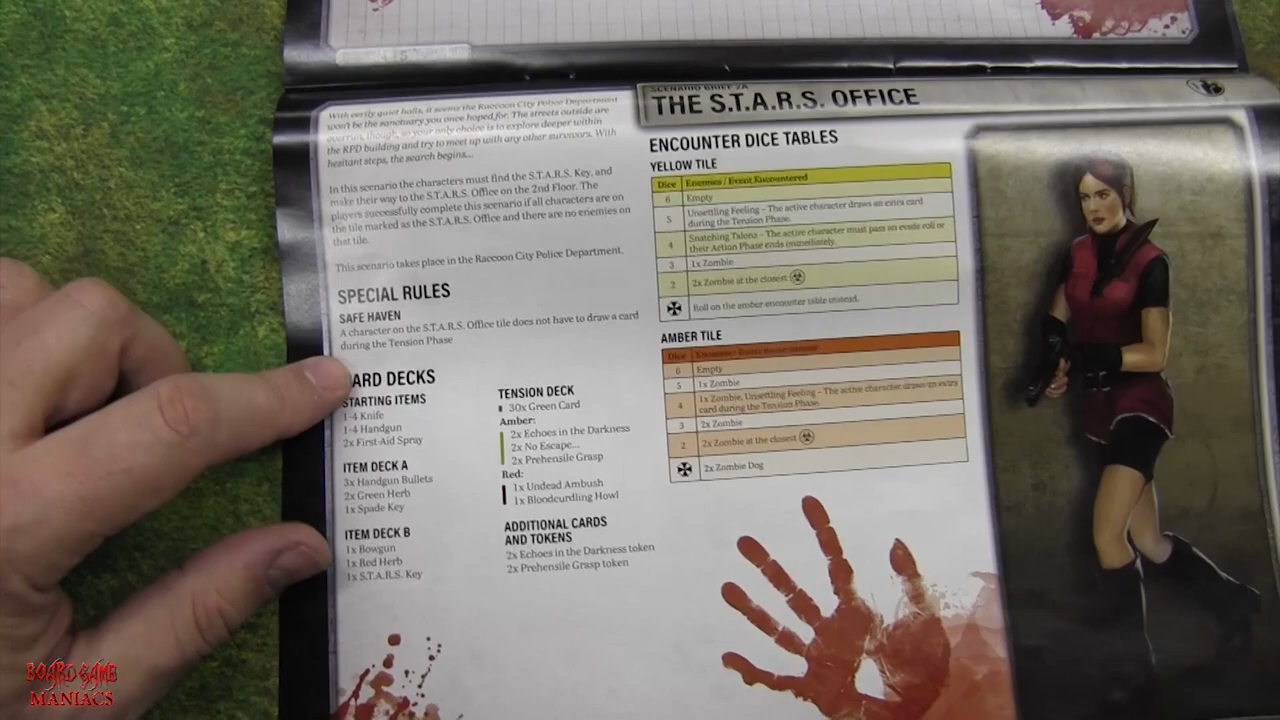 With eerily quiet halls, it seems the Raccoon City Police Department
won't be the sanctuary you once hoped for. The streets outside are
overrun, though, so your only choice is to explore deeper within
the RPD building and try to meet up with any other survivors. With
hesitant steps, the search begins...
In this scenario the characters must find the S.T.A.R.S. Key, and
make their way to the S.T.A.R.S. Office on the 2nd Floor. The
players successfully complete this scenario if all characters are on
the tile marked as the S.T.A.R.S. Office and there are no enemies on
that tile.
This scenario takes place in the Raccoon City Police Department.
SPECIAL RULES
SAFE HAVEN
A character on the S.T.A.R.S. Office tile does not have to draw a card
during the Tension Phase
ARD DECKS
STARTING ITEMS
1-4 Knife
1-4 Handgun
2x First-Aid Spray
ITEM DECK A
3x Handgun Bullets
2x Green Herb
1x Spade Key
ITEM DECK B
1x Bowgun
1x Red Herb
1x S.T.A.R.S. Key
TENSION DECK
30x Green Card
Amber:
2x Echoes in the Darkness
2x No Escape...
2x Prehensile Grasp
Red:
1x Undead Ambush
1x Bloodcurdling Howl
ADDITIONAL CARDS
AND TOKENS
2x Echoes in the Darkness token
2x Prehensile Grasp token
SCENARIO BRIEF 2A
THE S.T.A.R.S. OFFICE
ENCOUNTER DICE TABLES
YELLOW TILE
Dice Enemies / Event Encountered
6 Empty
5 Unsettling Feeling – The active character draws an extra card
during the Tension Phase.
4 Snatching Talons – The active character must pass an evade roll or
their Action Phase ends immediately.
3 1x Zombie
2 2x Zombie at the closest
Roll on the amber encounter table instead.
AMBER TILE
Dice Enemies / Event Encountered
6 Empty
5 1x Zombie
4 1x Zombie, Unsettling Feeling – The active character draws an extra
card during the Tension Phase.
3 2x Zombie
2 2x Zombie at the closest
2x Zombie Dog
BOARD GAME
MANIACS